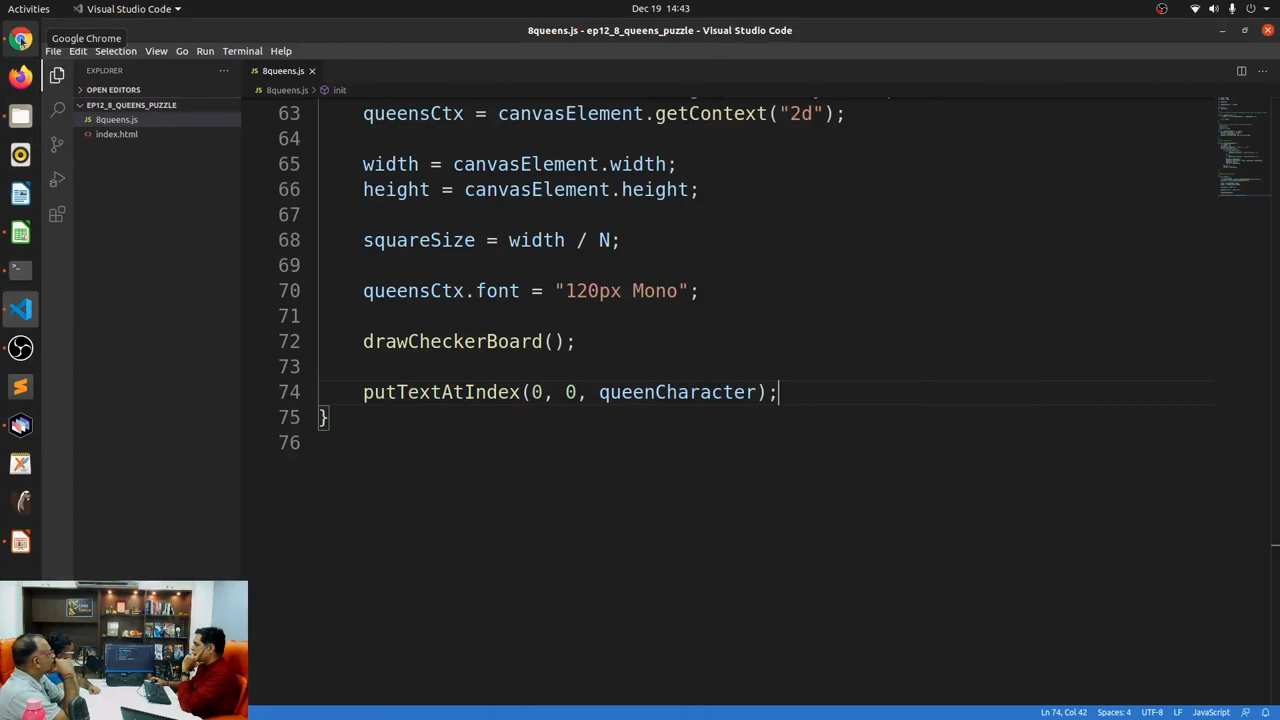 Activities
Visual Studio Code
Dec 19 14:43
8queens.js - ep12_8_queens_puzzle - Visual Studio Code
Google Chrome
File Edit Selection View Go Run Terminal Help
EXPLORER
OPEN EDITORS
EP12_8_QUEENS_PUZZLE
8queens.js
index.html
8queens.js
8queens.js > init
63 queensCtx = canvasElement.getContext("2d");
64
65 width = canvasElement.width;
66 height = canvasElement.height;
67
68 squareSize = width / N;
69
70 queensCtx.font = "120px Mono";
71
72 drawCheckerBoard();
73
74 putTextAtIndex(0, 0, queenCharacter);
75 }
76
Ln 74, Col 42 Spaces: 4 UTF-8 LF JavaScript